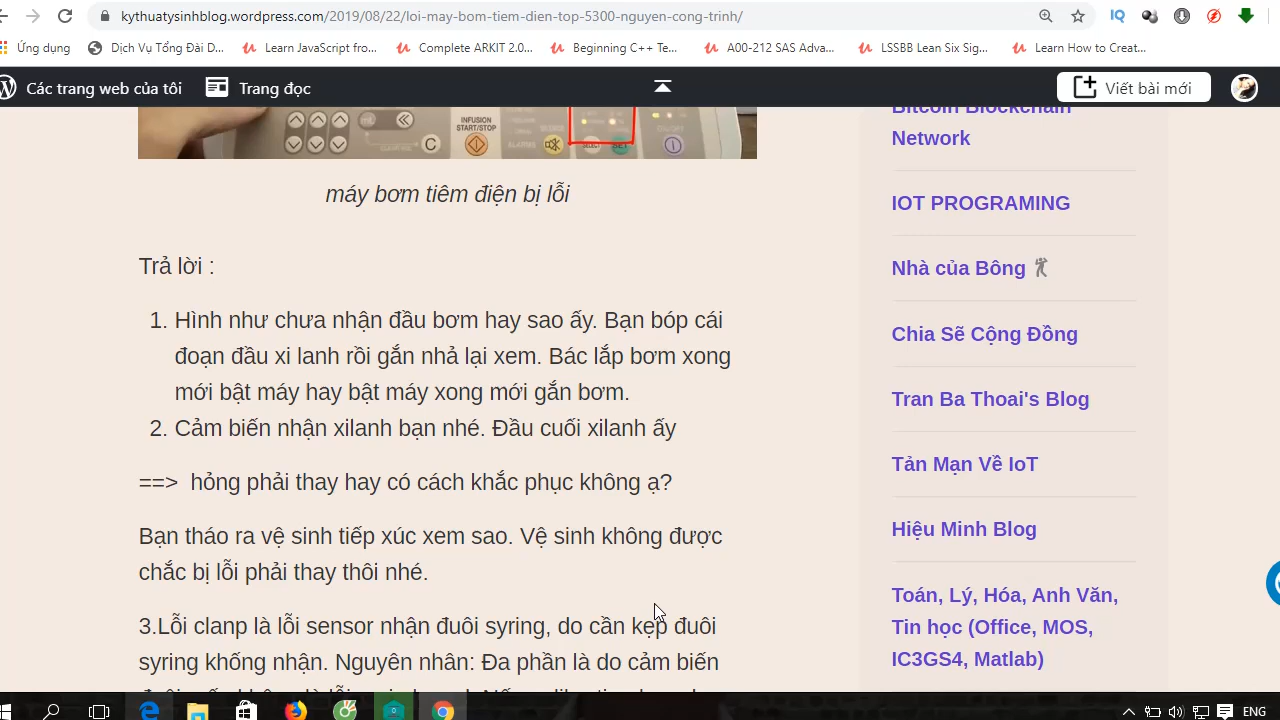 kythuatysinhblog.wordpress.com/2019/08/22/loi-may-bom-tiem-dien-top-5300-nguyen-cong-trinh/
IQ
Ứng dụng
Dịch Vụ Tổng Đài D...
Learn JavaScript fro...
Complete ARKIT 2.0...
Beginning C++ Te...
A00-212 SAS Adva...
LSSBB Lean Six Sig...
Learn How to Creat...
Các trang web của tôi
Trang đọc
Viết bài mới
INFUSION
START/STOP
C
máy bơm tiêm điện bị lỗi
Trả lời :
1. Hình như chưa nhận đầu bơm hay sao ấy. Bạn bóp cái
đoạn đầu xi lanh rồi gắn nhả lại xem. Bác lắp bơm xong
mới bật máy hay bật máy xong mới gắn bơm.
2. Cảm biến nhận xilanh bạn nhé. Đầu cuối xilanh ấy
==> hỏng phải thay hay có cách khắc phục không ạ?
Bạn tháo ra vệ sinh tiếp xúc xem sao. Vệ sinh không được
chắc bị lỗi phải thay thôi nhé.
3.Lỗi clanp là lỗi sensor nhận đuôi syring, do cần kẹp đuôi
syring khống nhận. Nguyên nhân: Đa phần là do cảm biến
Bitcoin Blockchain
Network
IOT PROGRAMING
Nhà của Bông
Chia Sẽ Cộng Đồng
Tran Ba Thoai's Blog
Tản Mạn Về IoT
Hiệu Minh Blog
Toán, Lý, Hóa, Anh Văn,
Tin học (Office, MOS,
IC3GS4, Matlab)
ENG